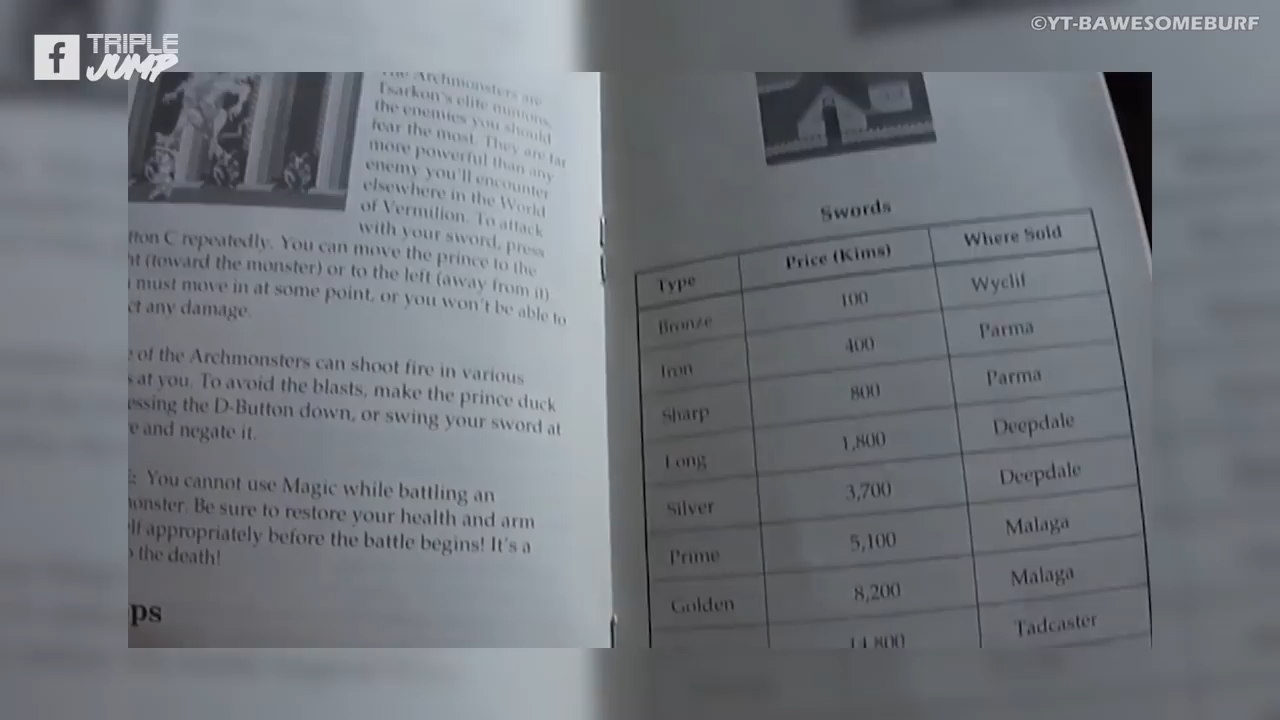 f TRIPLE
JUMP
©YT-BAWESOMEBURF
The Archmonsters are
Tsarkon's elite minions,
the enemies you should
fear the most. They are far
more powerful than any
enemy you'll encounter
elsewhere in the World
of Vermilion. To attack
with your sword, press
tton C repeatedly. You can move the prince to the
ht (toward the monster) or to the left (away from it)
must move in at some point, or you won't be able to
ct any damage.
e of the Archmonsters can shoot fire in various
s at you. To avoid the blasts, make the prince duck
essing the D-Button down, or swing your sword at
e and negate it.
E: You cannot use Magic while battling an
monster. Be sure to restore your health and arm
elf appropriately before the battle begins! It's a
o the death!
ps
Swords
Type Price (Kims) Where Sold
Bronze 100 Wyclif
Iron 400 Parma
Sharp 800 Parma
Long 1,800 Deepdale
Silver 3,700 Deepdale
Prime 5,100 Malaga
Golden 8,200 Malaga
14,800 Tadcaster